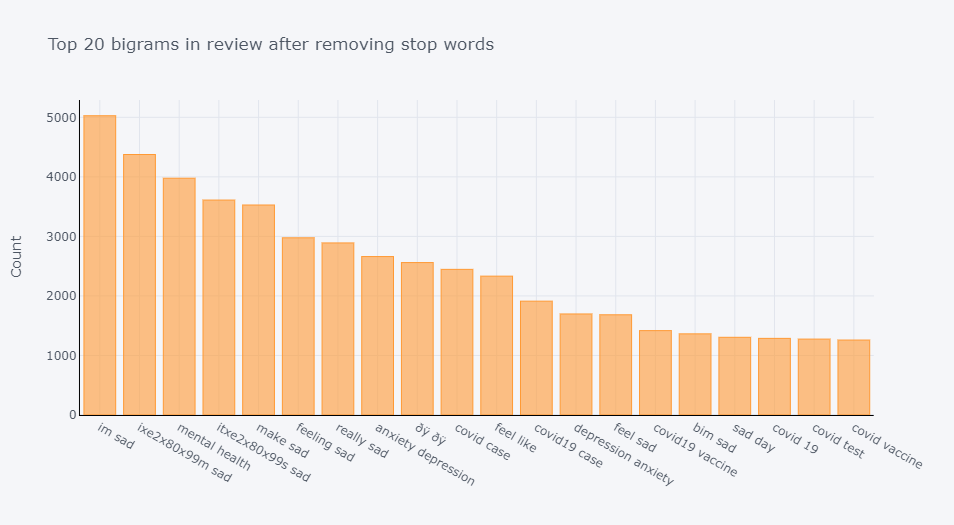 Top 20 bigrams in review after removing stop words
Count
5000
4000
3000
2000
1000
0
im sad
ixe2x80x99m sad
mental health
itxe2x80x99s sad
make sad
feeling sad
really sad
anxiety depression
ðÿ ðÿ
covid case
feel like
covid19 case
depression anxiety
feel sad
covid19 vaccine
bim sad
sad day
covid 19
covid test
covid vaccine